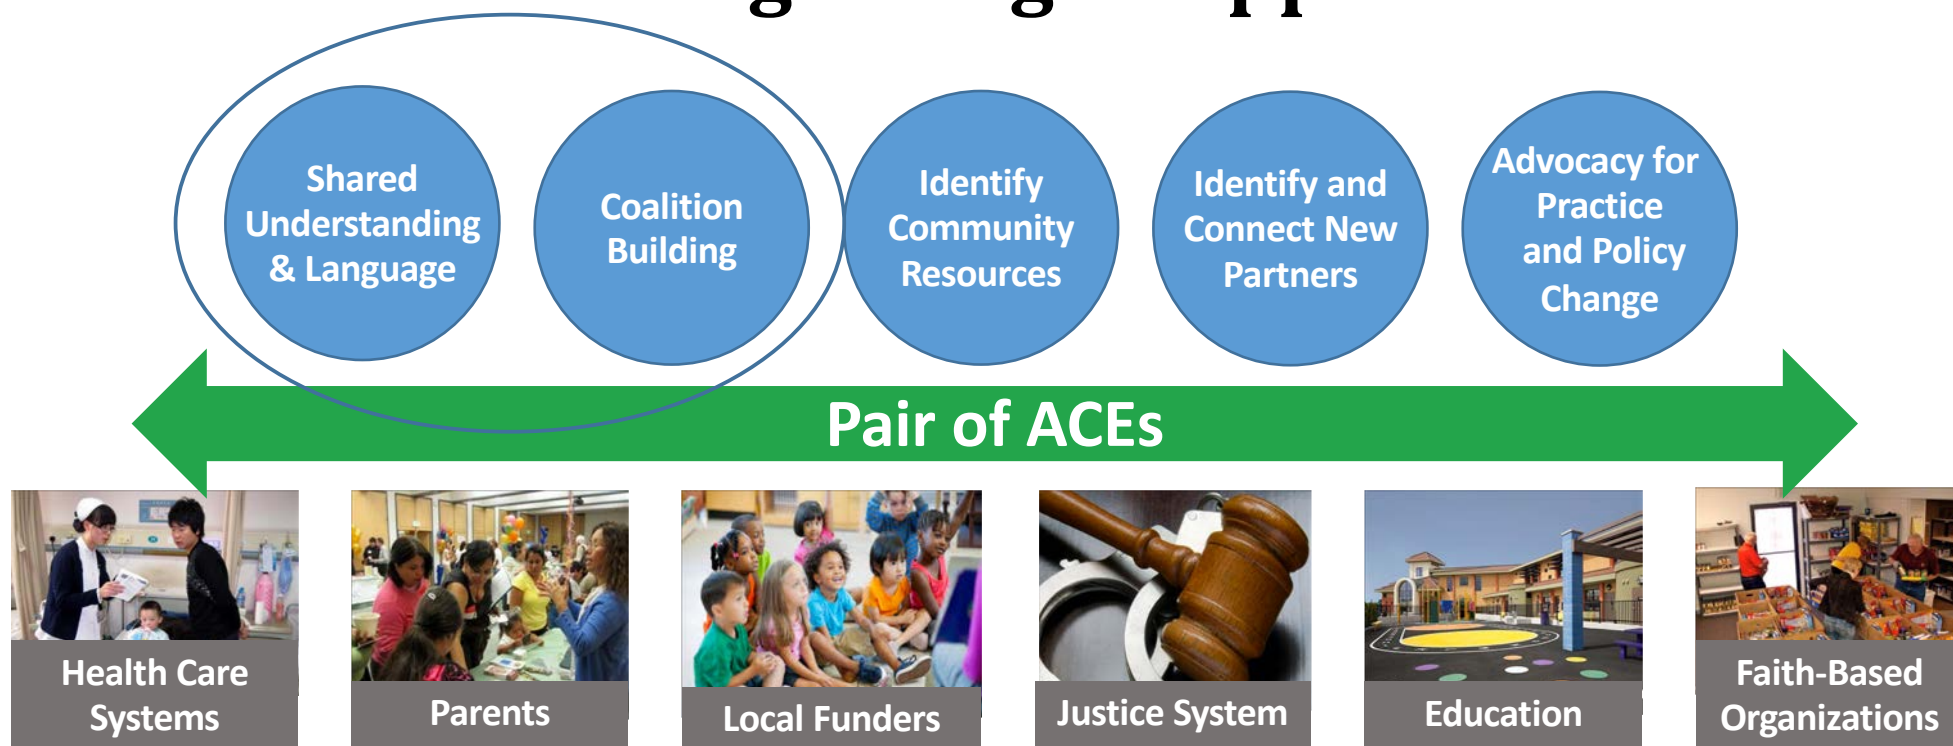 Shared
Understanding
& Language
Coalition
Building
Identify
Community
Resources
Identify and
Connect New
Partners
Advocacy for
Practice
and Policy
Change
Pair of ACEs
Health Care
Systems
Parents
Local Funders
Justice System
Education
Faith-Based
Organizations